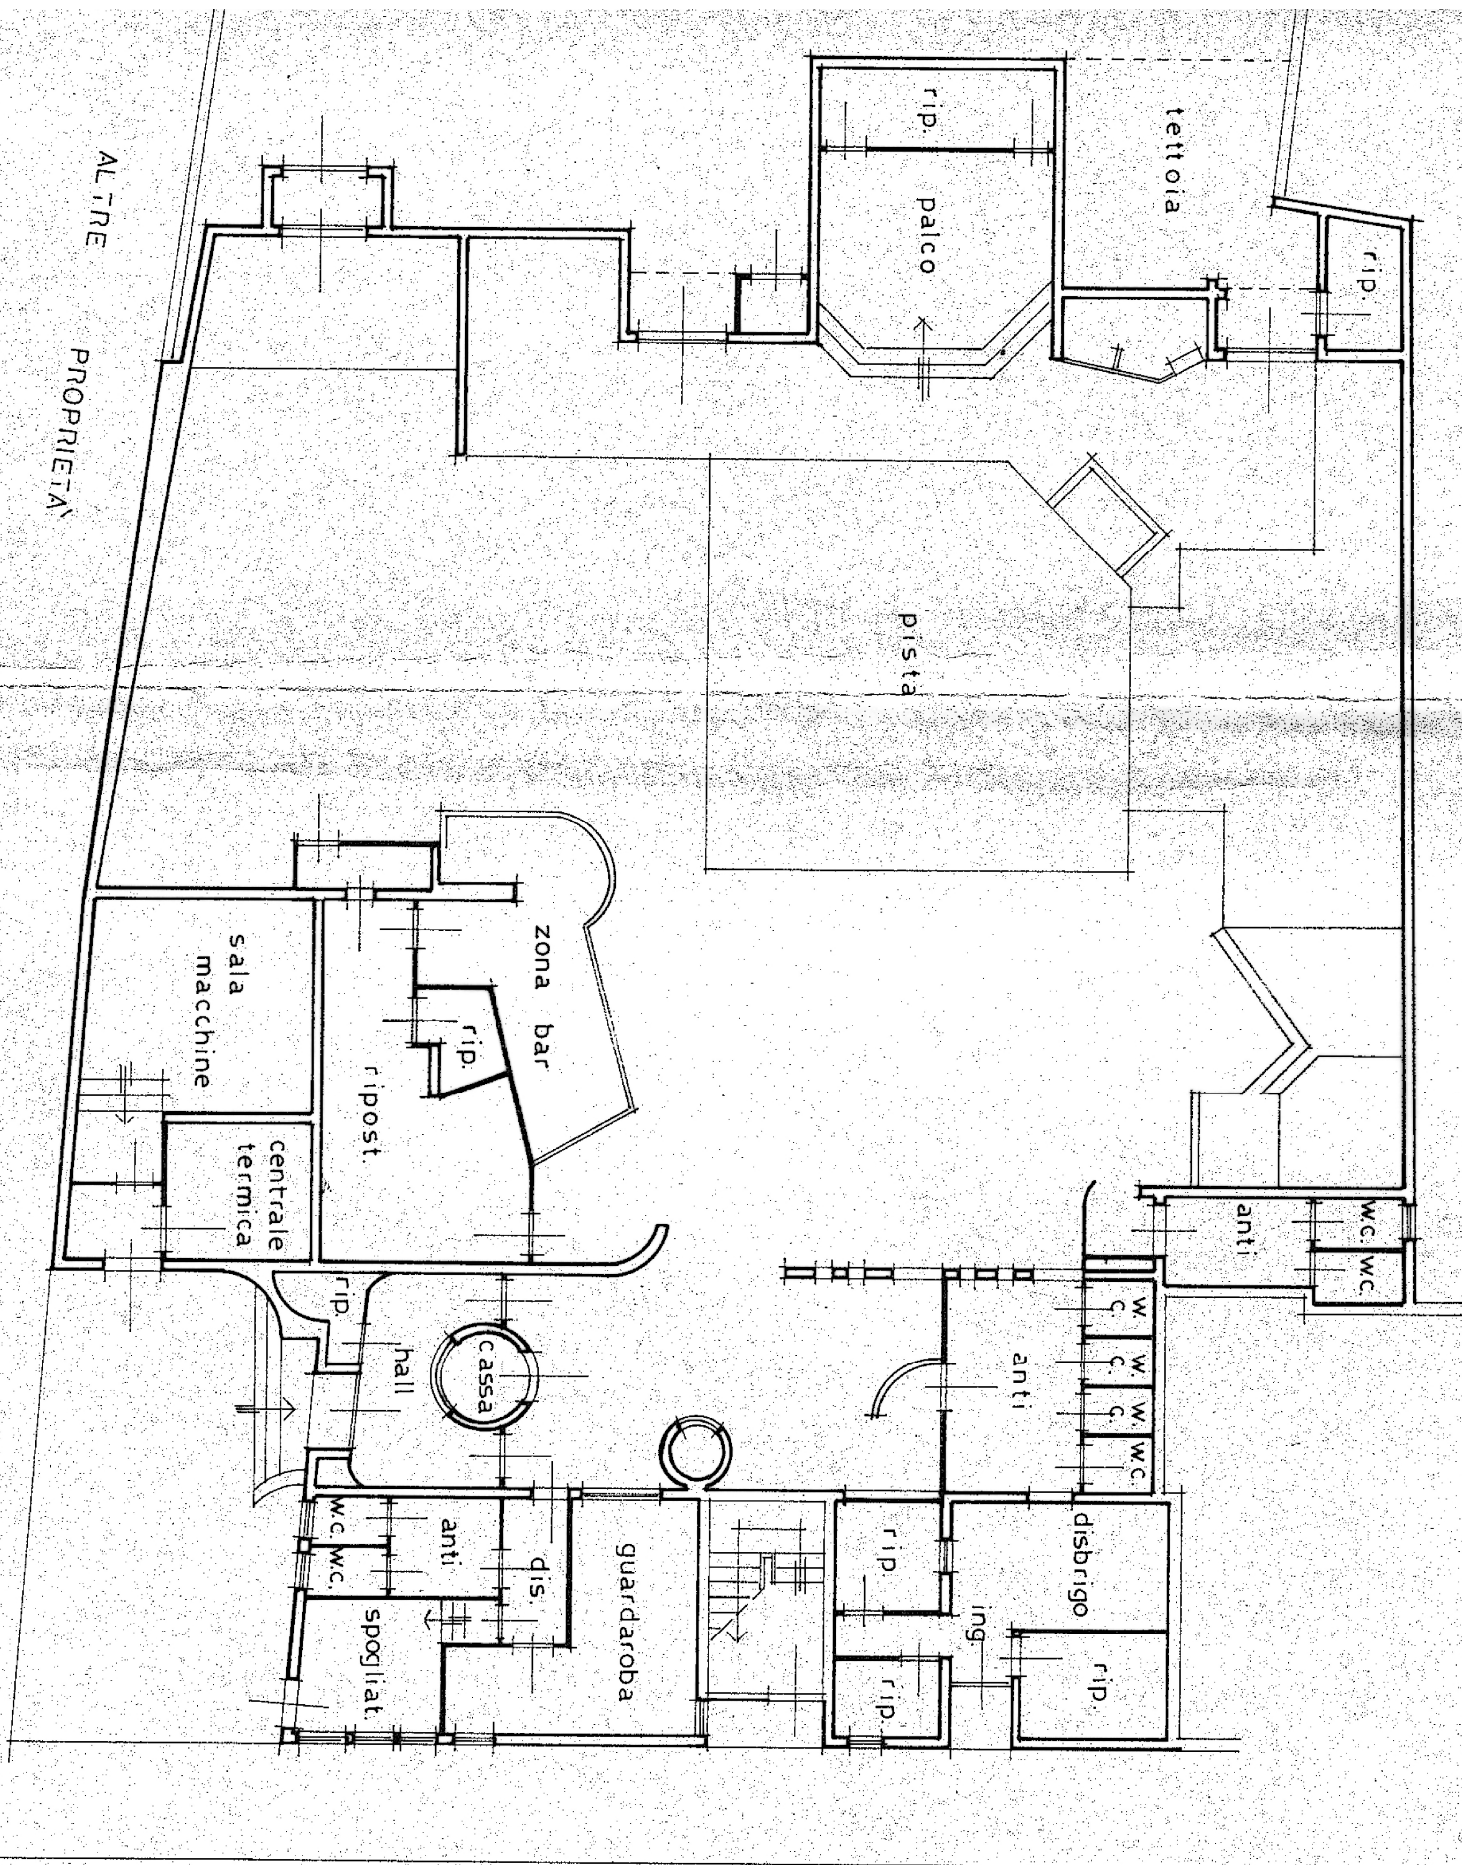 rip.
tettoia
palco
rip.
ALTRE
PROPRIETA'
pista
zona bar
rip.
sala
macchine
ripost.
centrale
termica
anti
w.c.
w.c.
rip.
hall
cassa
anti
w.
c.
w.
c.
w.
c.
w.c.
w.c.
w.c.
anti
dis.
spogliat.
guardaroba
rip.
ing.
disbrigo
rip.
rip.